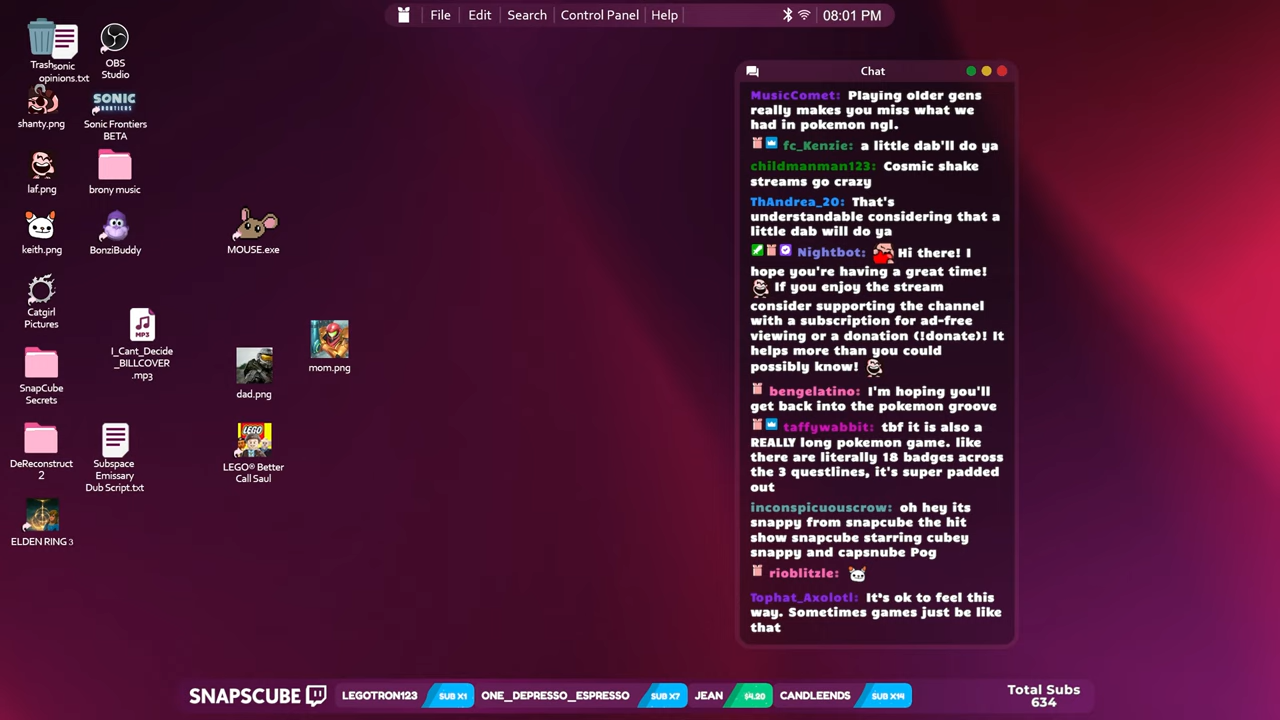 File Edit Search Control Panel Help 08:01 PM
Trash
sonic
opinions.txt
OBS
Studio
shanty.png
SONIC
FRONTIERS
Sonic Frontiers
BETA
laf.png
brony music
keith.png
BonziBuddy
MOUSE.exe
Catgirl
Pictures
MP3
I_Cant_Decide
_BILLCOVER
.mp3
mom.png
dad.png
SnapCube
Secrets
DeReconstruct
2
Subspace
Emissary
Dub Script.txt
LEGO
LEGO® Better
Call Saul
ELDEN RING 3
Chat
MusicComet: Playing older gens
really makes you miss what we
had in pokemon ngl.
fc_Kenzie: a little dab'll do ya
childmanman123: Cosmic shake
streams go crazy
ThAndrea_20: That's
understandable considering that a
little dab will do ya
Nightbot: Hi there! I
hope you're having a great time!
If you enjoy the stream
consider supporting the channel
with a subscription for ad-free
viewing or a donation (!donate)! It
helps more than you could
possibly know!
bengelatino: I'm hoping you'll
get back into the pokemon groove
taffywabbit: tbf it is also a
REALLY long pokemon game. like
there are literally 18 badges across
the 3 questlines, it's super padded
out
inconspicuouscrow: oh hey its
snappy from snapcube the hit
show snapcube starring cubey
snappy and capsnube Pog
rioblitzle:
Tophat_Axolotl: It's ok to feel this
way. Sometimes games just be like
that
SNAPSCUBE LEGOTRON123 SUB X1 ONE_DEPRESSO_ESPRESSO SUB X7 JEAN $4.20 CANDLEENDS SUB X14
Total Subs
634